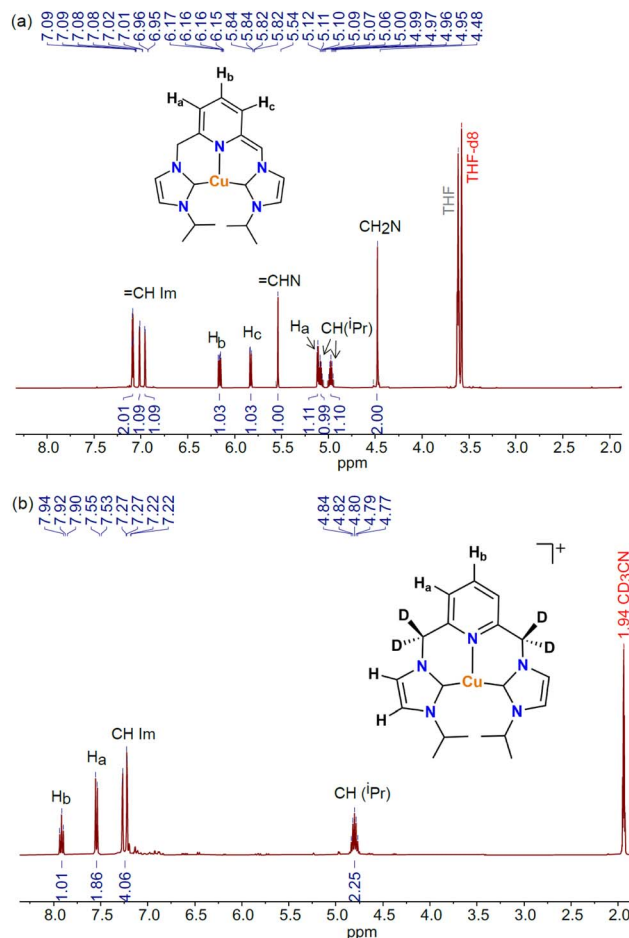 (a)
7.09 7.09 7.08 7.08 7.02 7.01 6.96 6.95 6.17 6.16 6.16 6.15 5.84 5.84 5.82 5.82 5.54 5.12 5.11 5.10 5.09 5.07 5.06 5.00 4.99 4.97 4.96 4.95 4.48
Hb
Ha Hc
N
N Cu N
N N
THF THF-d8
CH2N
=CH Im =CHN
Hb Hc Ha CH(iPr)
2.01 1.09 1.09 1.03 1.03 1.00 1.11 0.99 1.10 2.00
8.0 7.5 7.0 6.5 6.0 5.5 5.0 4.5 4.0 3.5 3.0 2.5 2.0
ppm
(b)
7.94 7.92 7.90 7.55 7.53 7.27 7.27 7.22 7.22 4.84 4.82 4.80 4.79 4.77
Hb +
Ha
D D
D N D
N N
H Cu
H N N
1.94 CD3CN
CH Im
Hb Ha CH (iPr)
1.01 1.86 4.06 2.25
8.0 7.5 7.0 6.5 6.0 5.5 5.0 4.5 4.0 3.5 3.0 2.5 2.0
ppm